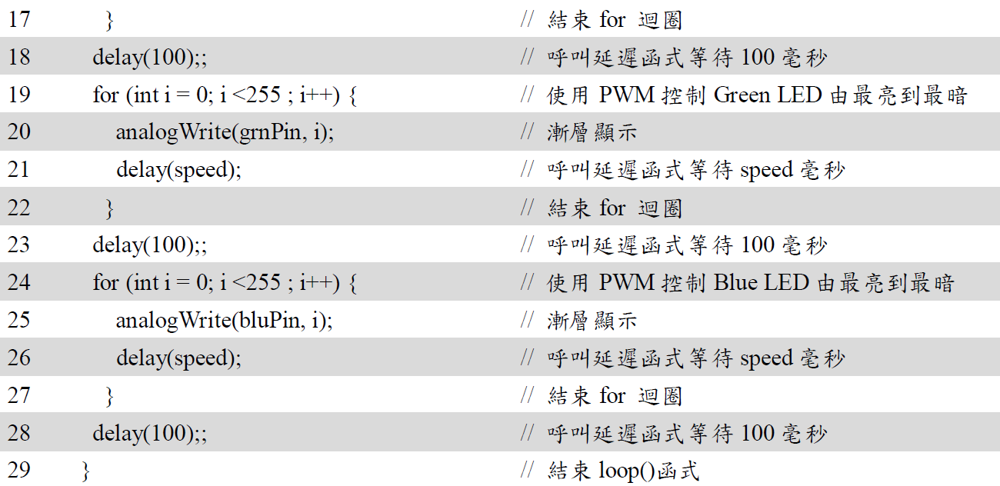 17 } // 結束 for 迴圈
18 delay(100);; // 呼叫延遲函式等待 100 毫秒
19 for (int i = 0; i <255 ; i++) { // 使用 PWM 控制 Green LED 由最亮到最暗
20 analogWrite(grnPin, i); // 漸層顯示
21 delay(speed); // 呼叫延遲函式等待 speed 毫秒
22 } // 結束 for 迴圈
23 delay(100);; // 呼叫延遲函式等待 100 毫秒
24 for (int i = 0; i <255 ; i++) { // 使用 PWM 控制 Blue LED 由最亮到最暗
25 analogWrite(bluPin, i); // 漸層顯示
26 delay(speed); // 呼叫延遲函式等待 speed 毫秒
27 } // 結束 for 迴圈
28 delay(100);; // 呼叫延遲函式等待 100 毫秒
29 } // 結束 loop()函式